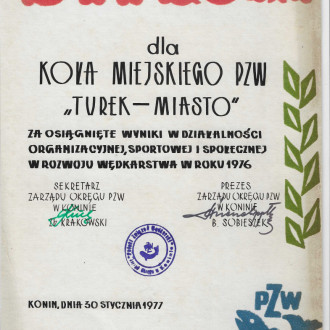 dla
KOŁA MIEJSKIEGO PZW
„TUREK—MIASTO"
ZA OSIĄGNIĘTE WYNIKI W DZIAŁALNOŚCI
ORGANIZACYJNEJ, SPORTOWEJ I SPOŁECZNEJ
W ROZWOJU WĘDKARSTWA W ROKU 1976
SEKRETARZ
ZARZĄDU OKRĘGU PZW
W KONINIE
KRAKOWSKI
PREZES
ZARZĄDU OKRĘGU PZW
W KONINIE
B. SOBIESZEK
KONIN, DNIA 30 STYCZNIA 1977
PZW